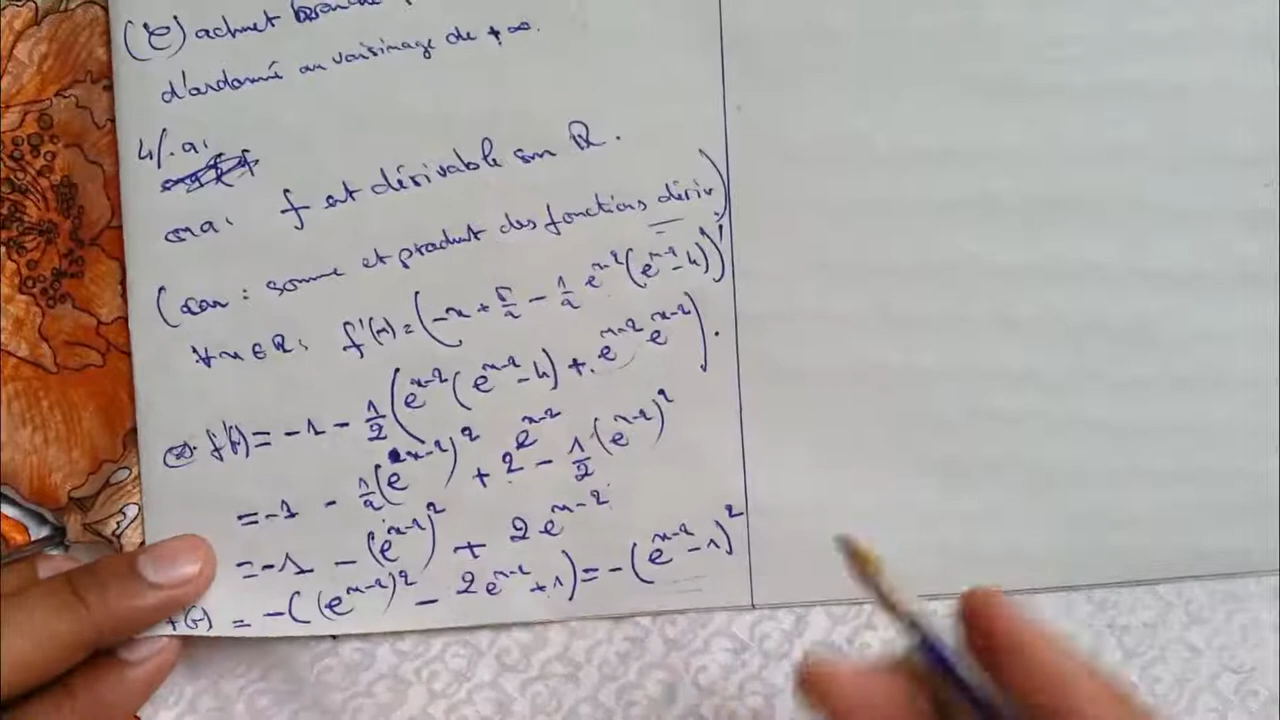 (C) admet
d'ordonné au voisinage de +∞.
4/. a.
on a: f est dérivable sur ℝ.
(car: somme et produit des fonctions dériv)
∀x∈ℝ, f'(x) = (-x + 5/2 - 1/2 e^{x-2}(e^{x-2}-4))'
f'(x) = -1 - 1/2 (e^{x-2}(e^{x-2}-4) + e^{x-2} e^{x-2}).
= -1 - 1/2 (e^{x-2})^2 + 2e^{x-2} - 1/2 (e^{x-2})^2
= -1 - (e^{x-2})^2 + 2e^{x-2}
f'(x) = -((e^{x-2})^2 - 2e^{x-2} + 1) = -(e^{x-2} - 1)^2